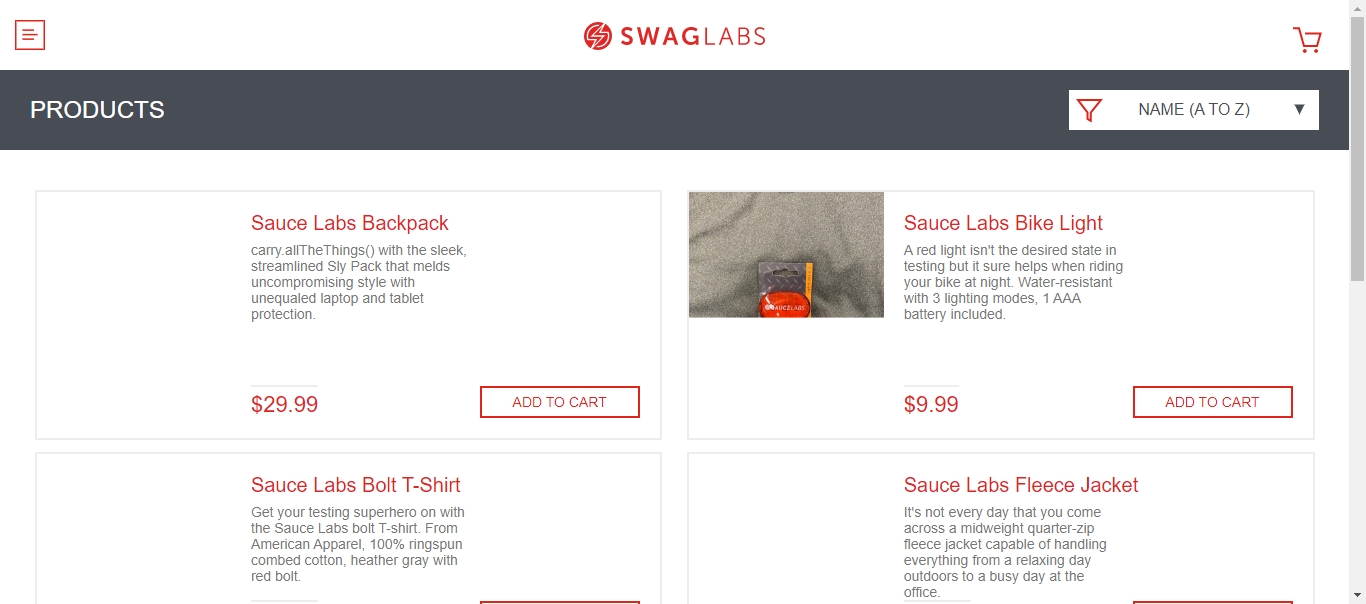 SWAGLABS
PRODUCTS
NAME (A TO Z)
Sauce Labs Backpack
carry.allTheThings() with the sleek,
streamlined Sly Pack that melds
uncompromising style with
unequaled laptop and tablet
protection.
$29.99
ADD TO CART
SAUCELABS
Sauce Labs Bike Light
A red light isn't the desired state in
testing but it sure helps when riding
your bike at night. Water-resistant
with 3 lighting modes, 1 AAA
battery included.
$9.99
ADD TO CART
Sauce Labs Bolt T-Shirt
Get your testing superhero on with
the Sauce Labs bolt T-shirt. From
American Apparel, 100% ringspun
combed cotton, heather gray with
red bolt.
Sauce Labs Fleece Jacket
It's not every day that you come
across a midweight quarter-zip
fleece jacket capable of handling
everything from a relaxing day
outdoors to a busy day at the
office.